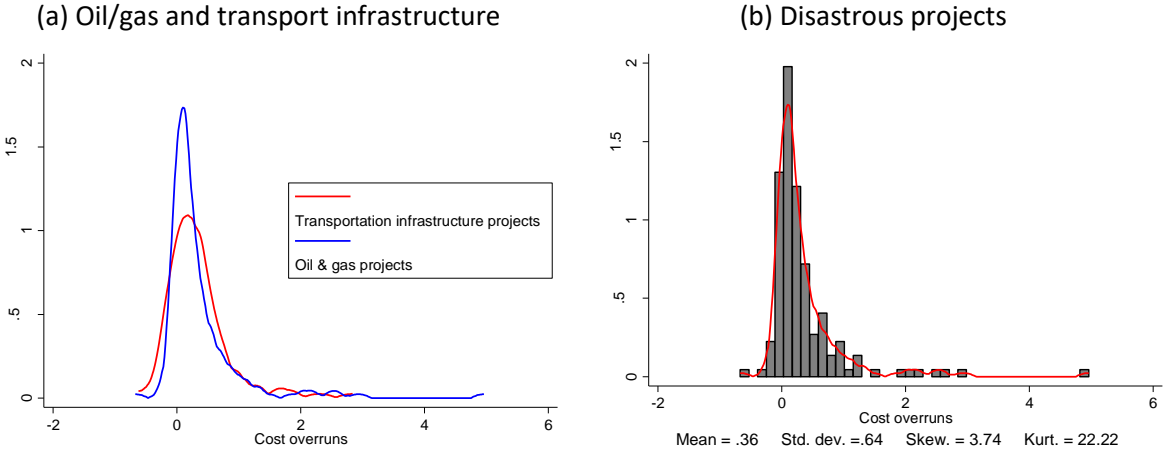 (a) Oil/gas and transport infrastructure
2
1.5
1
.5
0
-2 0 2 4 6
Cost overruns
Transportation infrastructure projects
Oil & gas projects
(b) Disastrous projects
2
1.5
1
.5
0
-2 0 2 4 6
Cost overruns
Mean = .36 Std. dev. =.64 Skew. = 3.74 Kurt. = 22.22